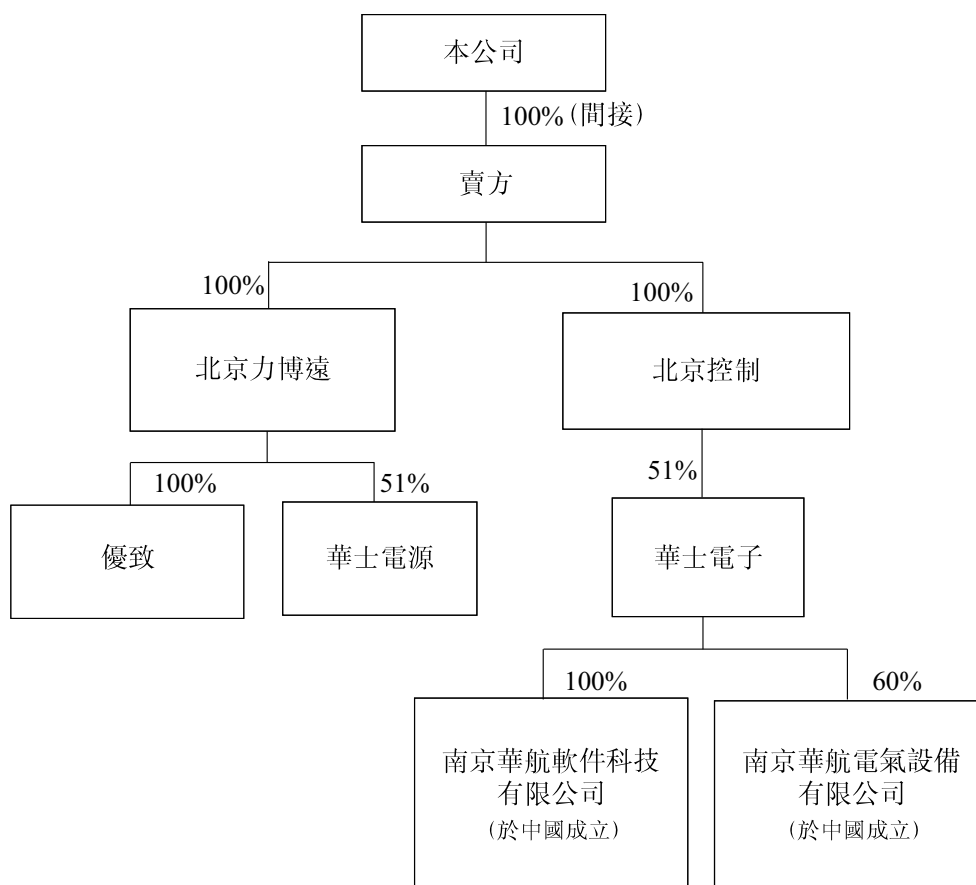 本公司
100% (間接)
賣方
100%
100%
北京力博遠
北京控制
100%
51%
51%
優致
華士電源
華士電子
100%
60%
南京華航軟件科技
有限公司
(於中國成立)
南京華航電氣設備
有限公司
(於中國成立)